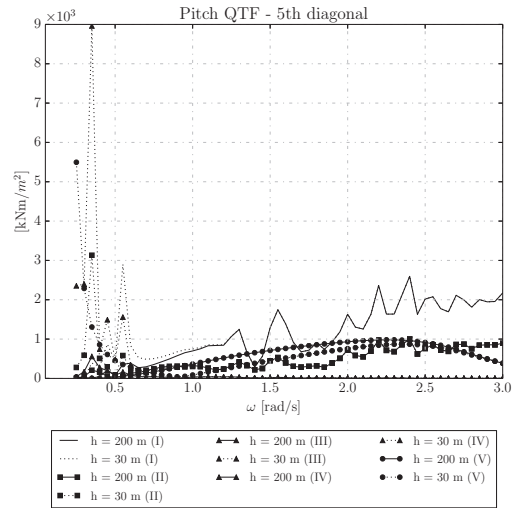 Pitch QTF - 5th diagonal
×10³
9
8
7
6
5
4
3
2
1
0
[kNm/m²]
0.5 1.0 1.5 2.0 2.5 3.0
ω [rad/s]
h = 200 m (I)
h = 30 m (I)
h = 200 m (II)
h = 30 m (II)
h = 200 m (III)
h = 30 m (III)
h = 200 m (IV)
h = 30 m (IV)
h = 200 m (V)
h = 30 m (V)